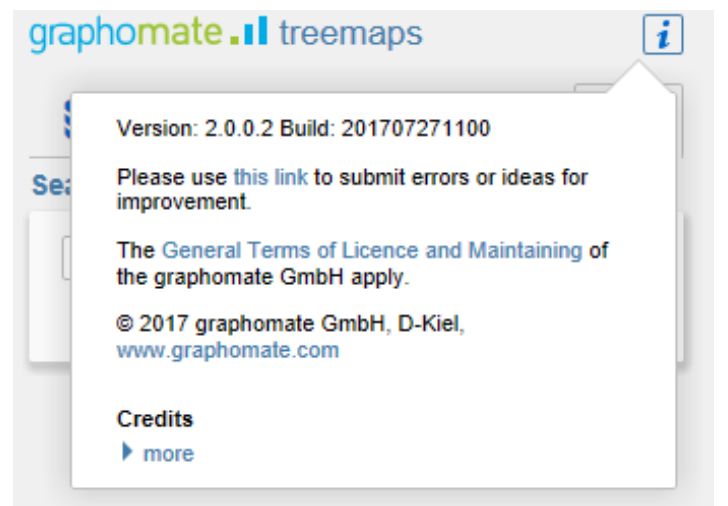 graphomate treemaps
i
Version: 2.0.0.2 Build: 201707271100
Please use this link to submit errors or ideas for
improvement.
The General Terms of Licence and Maintaining of
the graphomate GmbH apply.
© 2017 graphomate GmbH, D-Kiel,
www.graphomate.com
Credits
more